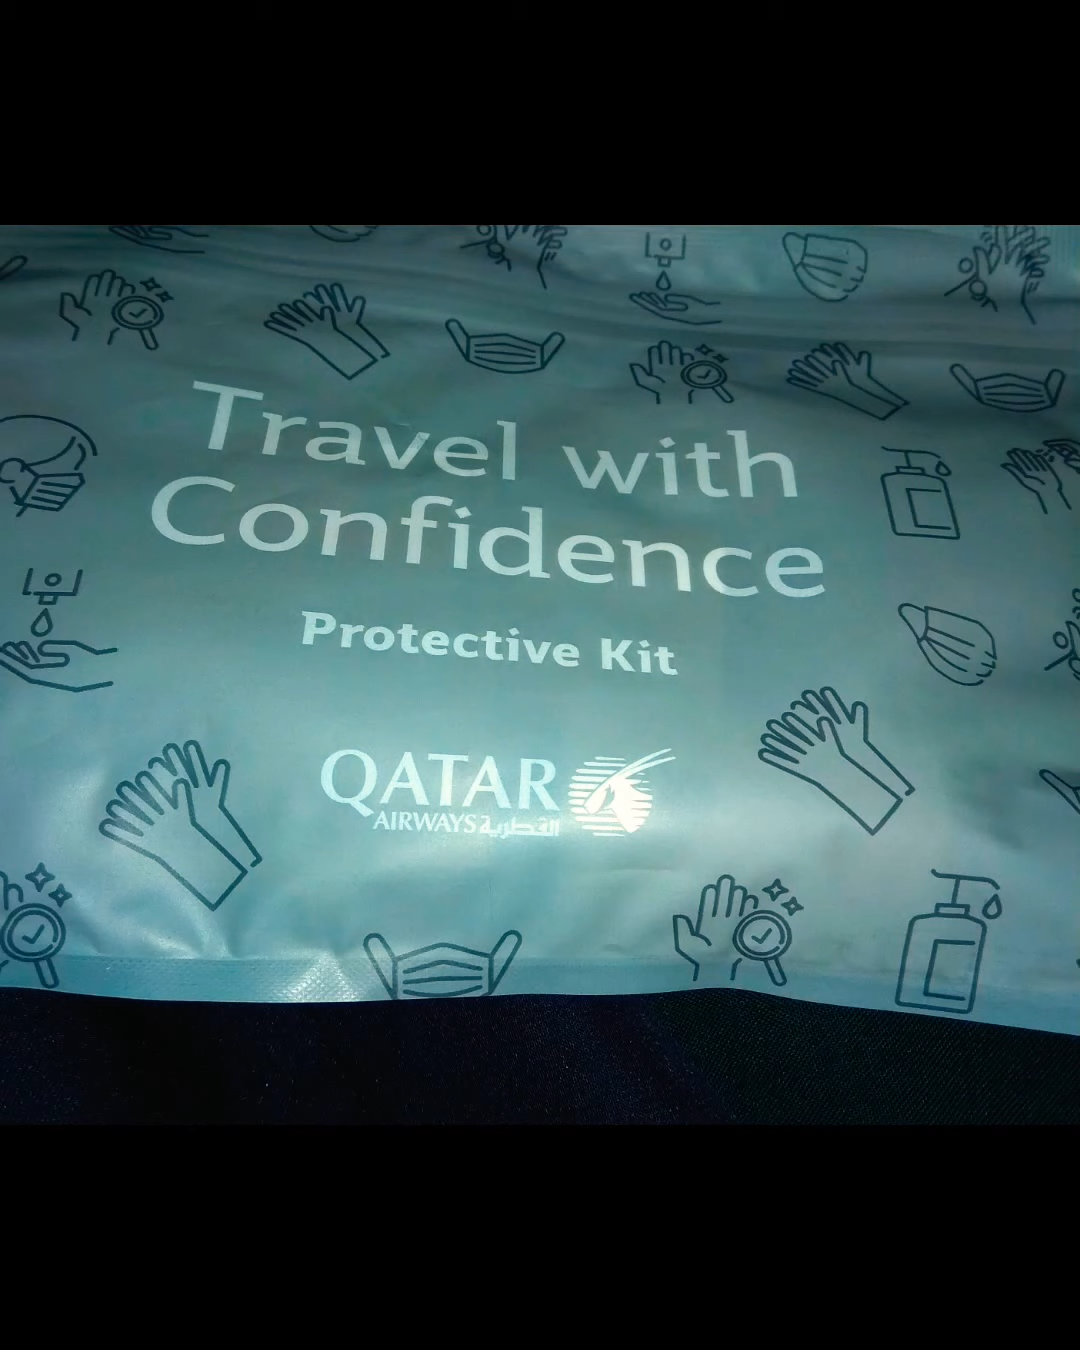 Travel with
Confidence
Protective Kit
QATAR
AIRWAYS القطرية